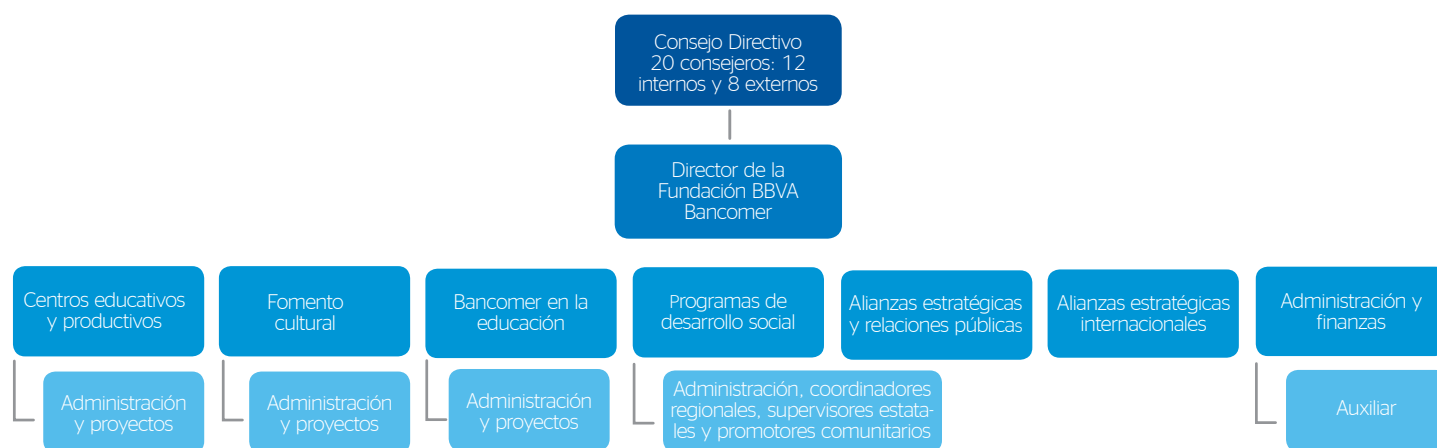 Consejo Directivo
20 consejeros: 12
internos y 8 externos
Director de la
Fundación BBVA
Bancomer
Centros educativos
y productivos
Fomento
cultural
Bancomer en la
educación
Programas de
desarrollo social
Alianzas estratégicas
y relaciones públicas
Alianzas estratégicas
internacionales
Administración y
finanzas
Administración
y proyectos
Administración
y proyectos
Administración
y proyectos
Administración, coordinadores
regionales, supervisores estata-
les y promotores comunitarios
Auxiliar